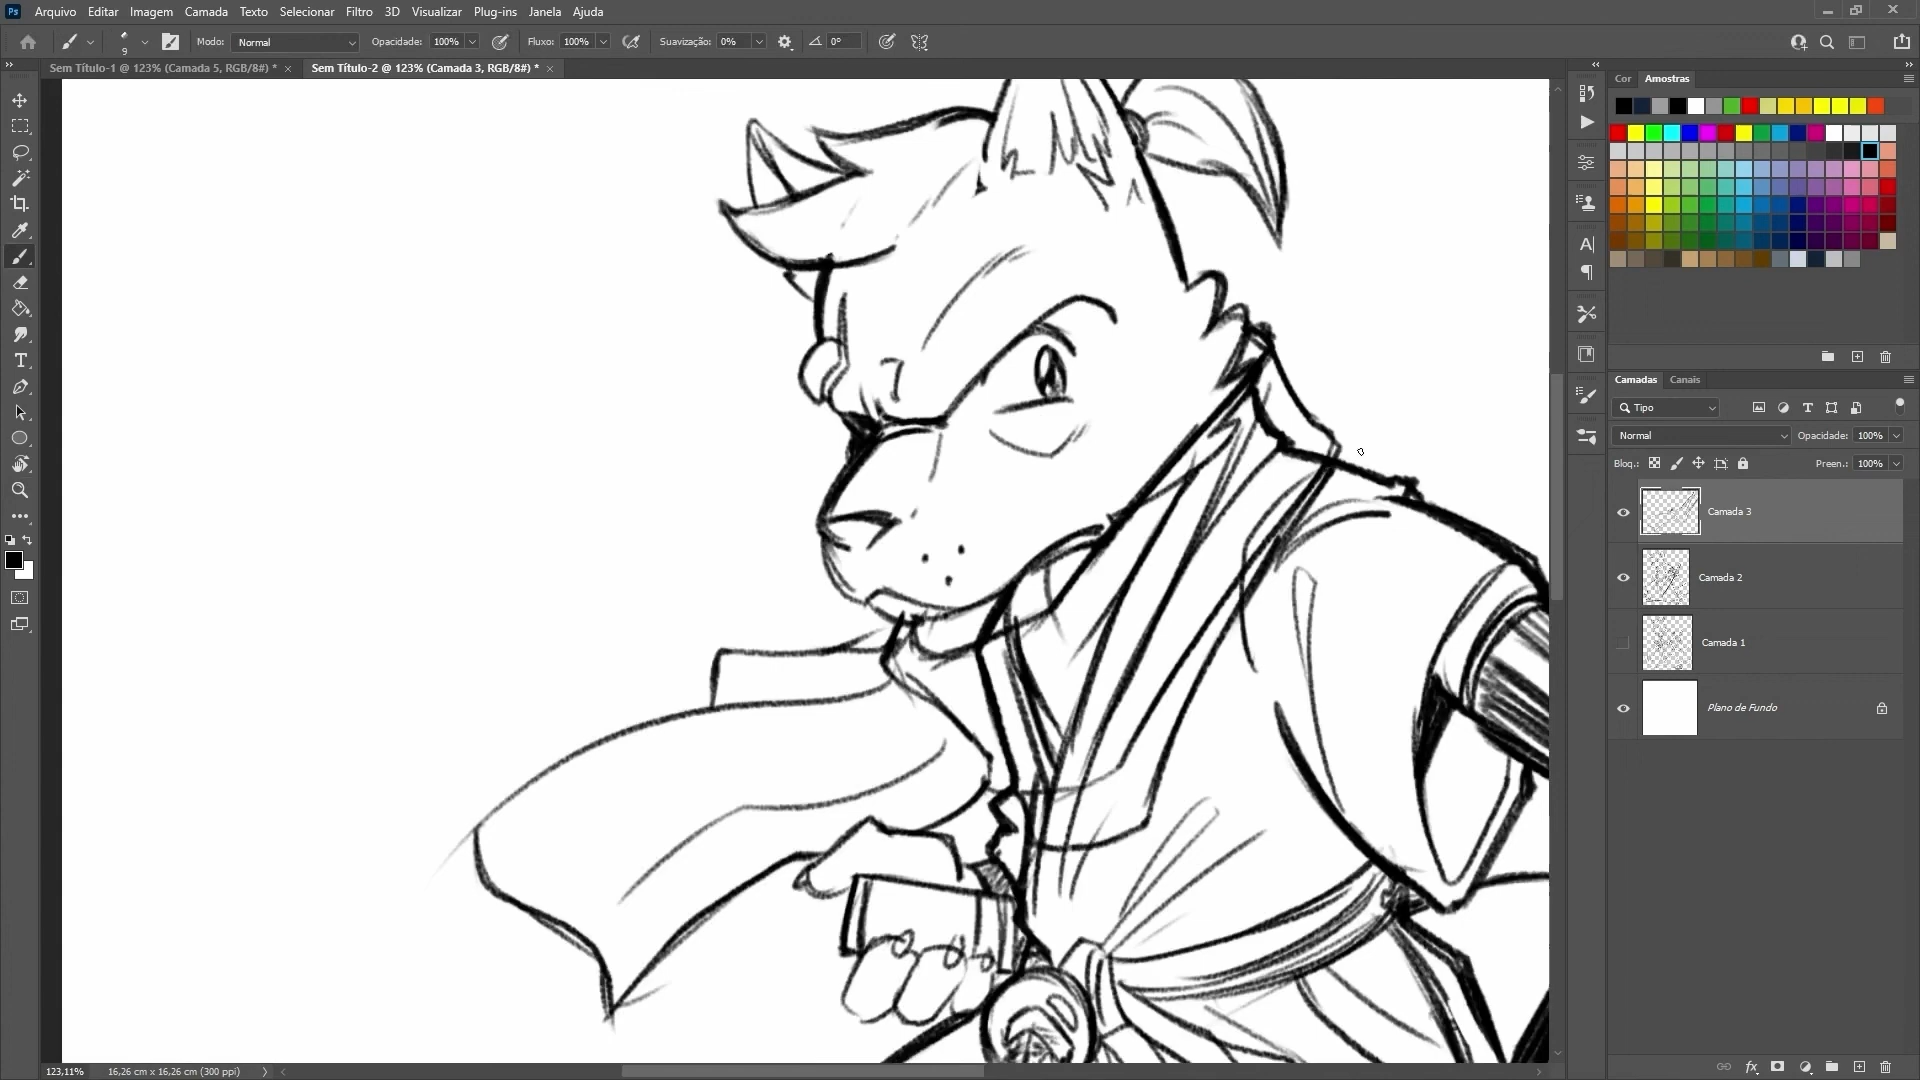 Ps Arquivo Editar Imagem Camada Texto Selecionar Filtro 3D Visualizar Plug-ins Janela Ajuda
9 Modo: Normal Opacidade: 100% Fluxo: 100% Suavização: 0% 0°
Sem Título-1 @ 123% (Camada 5, RGB/8#) * × Sem Título-2 @ 123% (Camada 3, RGB/8#) * ×
Cor Amostras
Camadas Canais
Tipo
Normal Opacidade: 100%
Bloq.: Preen.: 100%
Camada 3
Camada 2
Camada 1
Plano de Fundo
123,11% 16,26 cm x 16,26 cm (300 ppi)